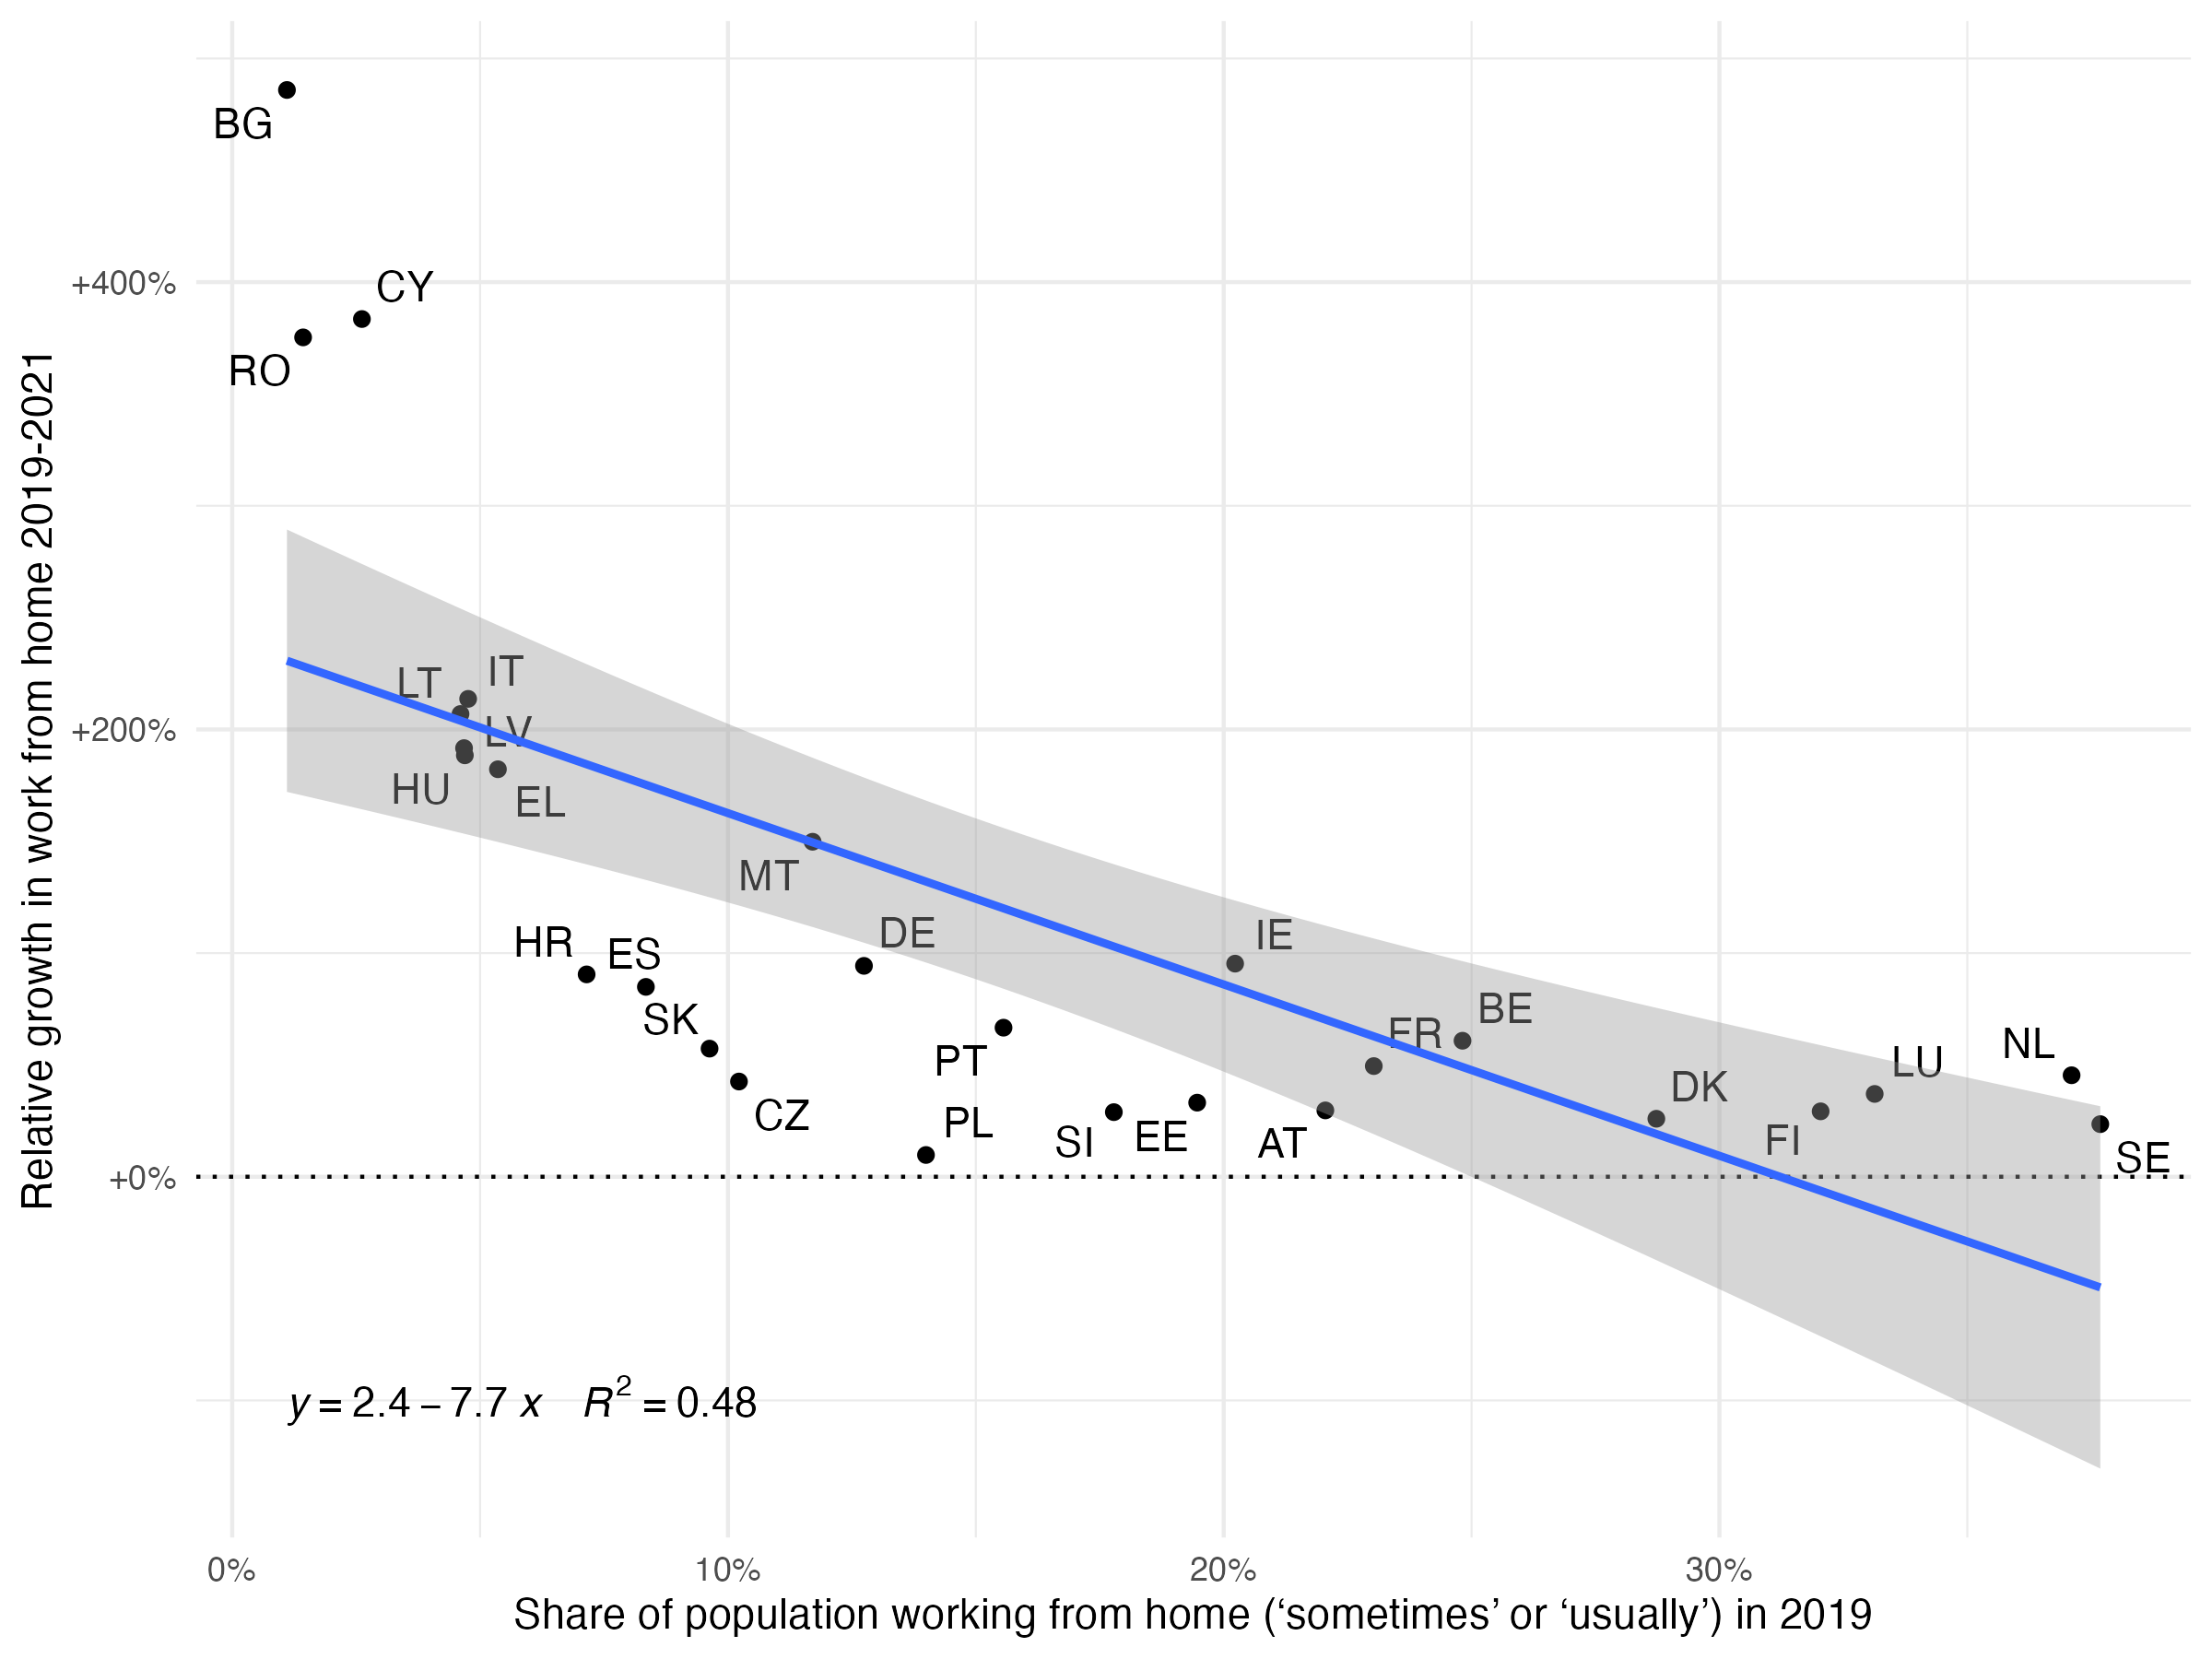 Relative growth in work from home 2019-2021
+400%
+200%
+0%
BG
CY
RO
LT
IT
LV
HU
EL
MT
HR
ES
DE
IE
SK
PT
FR
BE
NL
LU
CZ
PL
SI
EE
AT
DK
FI
SE
y = 2.4 − 7.7 x R² = 0.48
0%
10%
20%
30%
Share of population working from home (‘sometimes’ or ‘usually’) in 2019